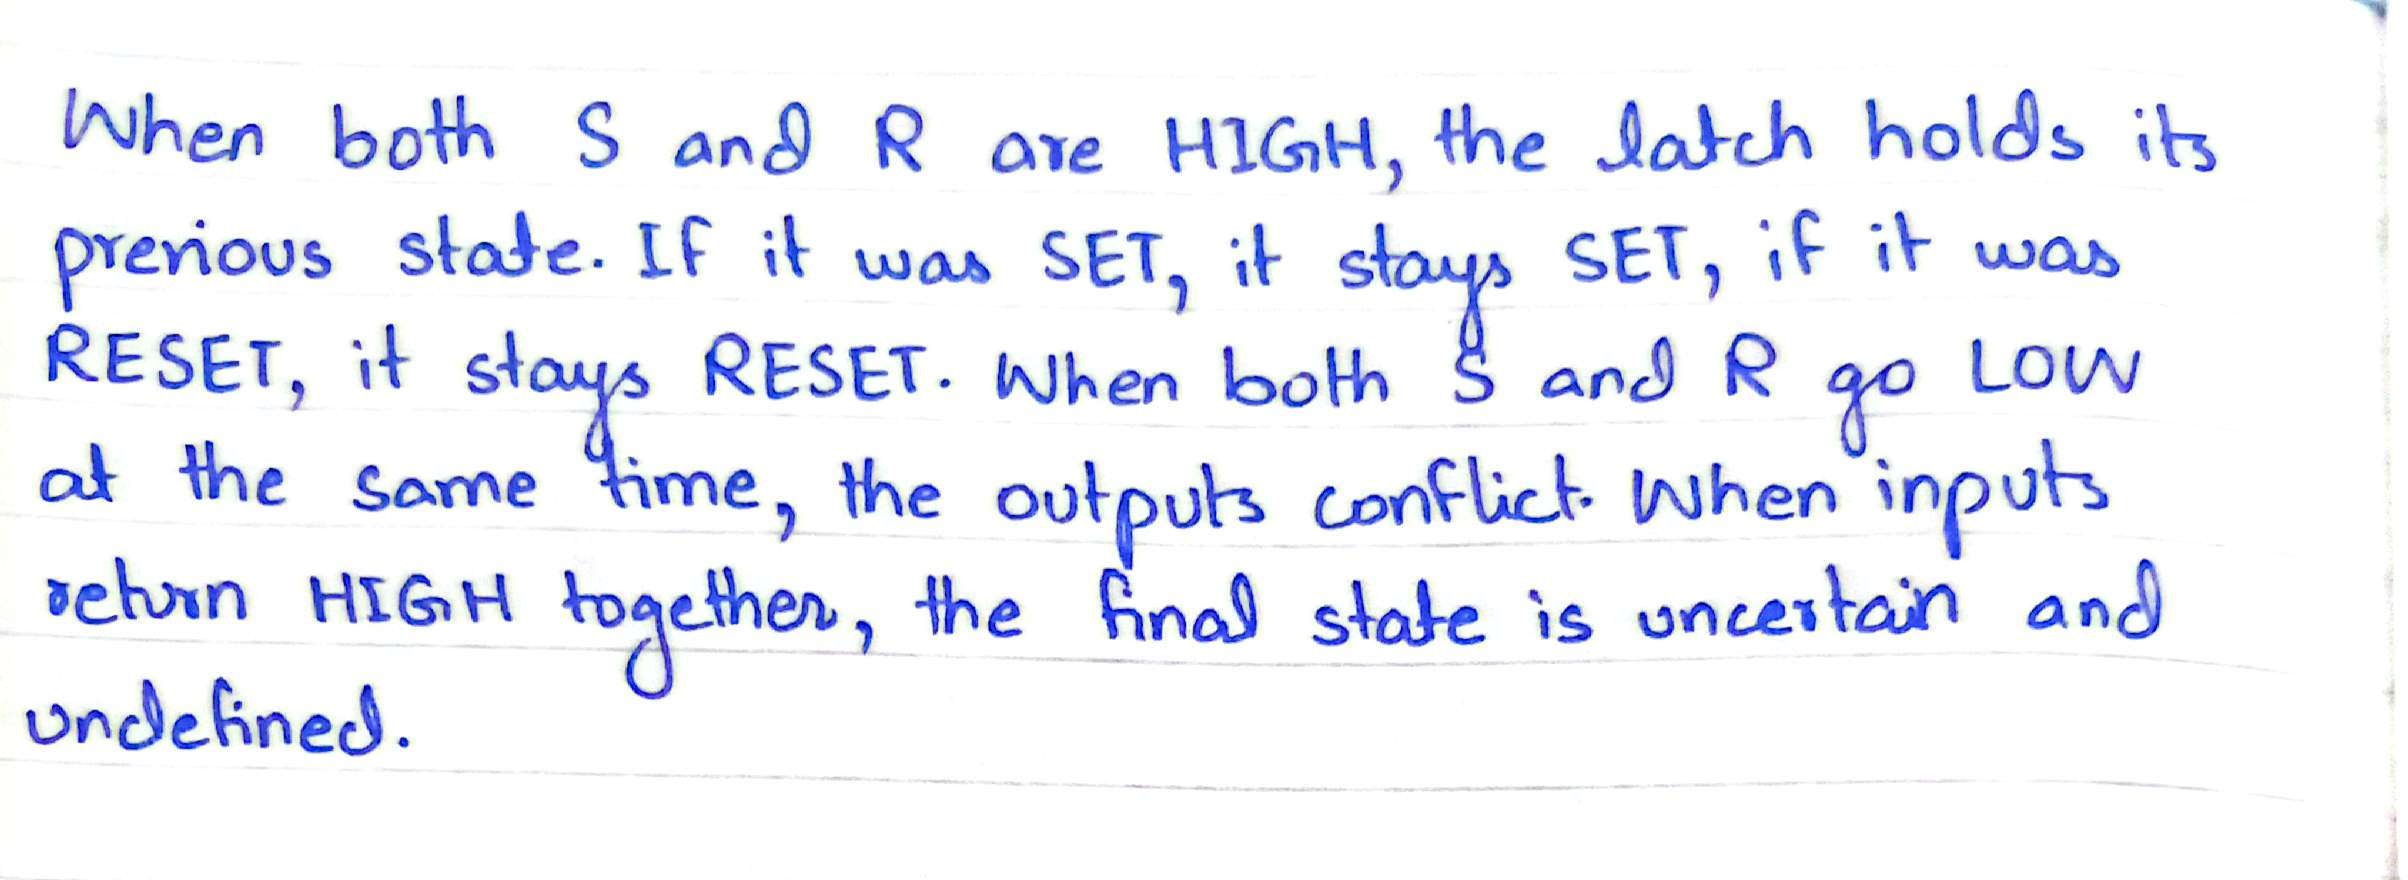 When both S and R are HIGH, the latch holds its
previous state. If it was SET, it stays SET, if it was
RESET, it stays RESET. When both S and R go LOW
at the same time, the outputs conflict. When inputs
return HIGH together, the final state is uncertain and
undefined.